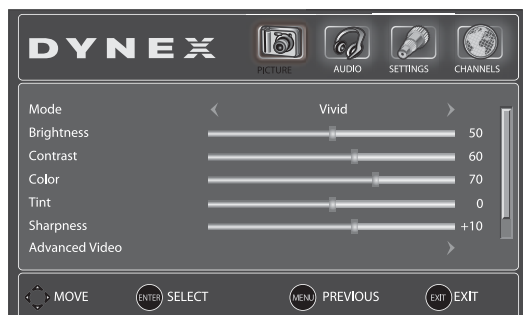 DYNEX
PICTURE AUDIO SETTINGS CHANNELS
Mode Vivid
Brightness 50
Contrast 60
Color 70
Tint 0
Sharpness +10
Advanced Video
MOVE ENTER SELECT MENU PREVIOUS EXIT EXIT